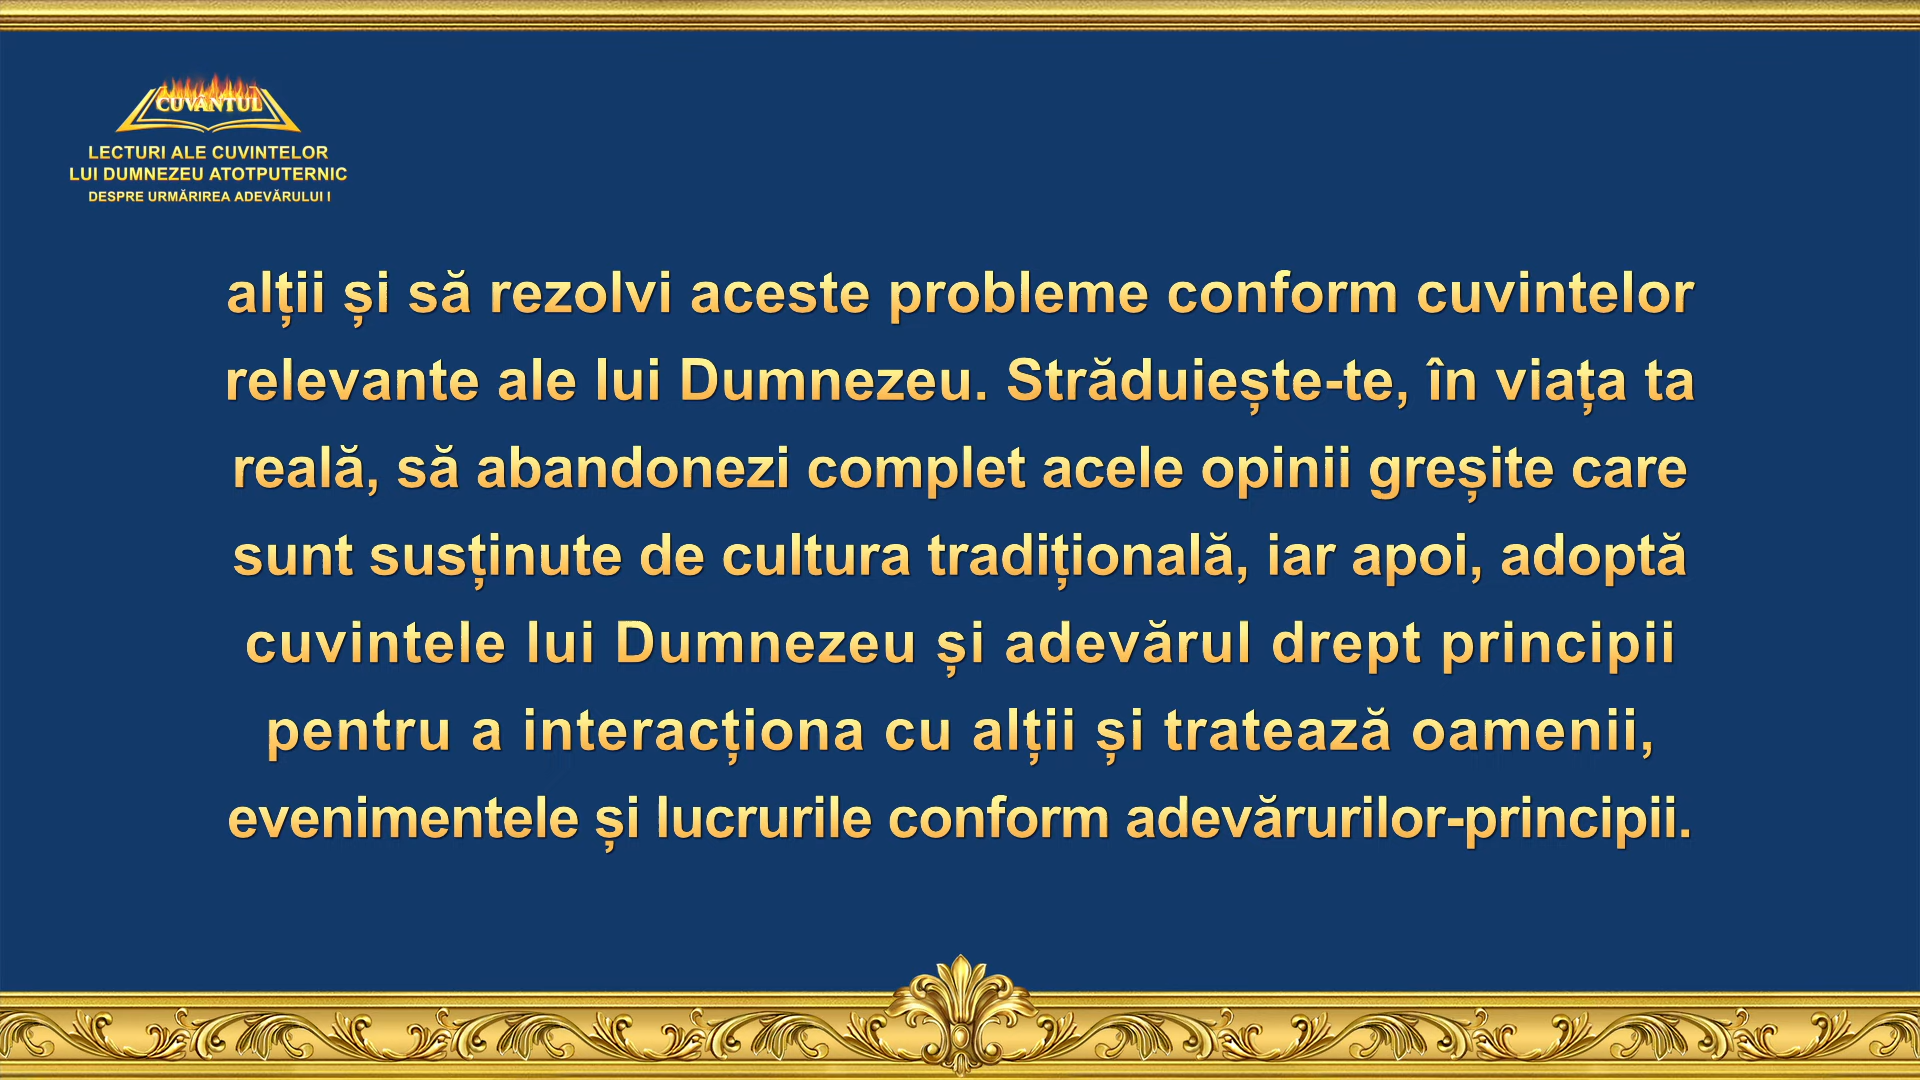 CUVÂNTUL
LECTURI ALE CUVINTELOR
LUI DUMNEZEU ATOTPUTERNIC
DESPRE URMĂRIREA ADEVĂRULUI I
alții și să rezolvi aceste probleme conform cuvintelor
relevante ale lui Dumnezeu. Străduiește-te, în viața ta
reală, să abandonezi complet acele opinii greșite care
sunt susținute de cultura tradițională, iar apoi, adoptă
cuvintele lui Dumnezeu și adevărul drept principii
pentru a interacționa cu alții și tratează oamenii,
evenimentele și lucrurile conform adevărurilor-principii.